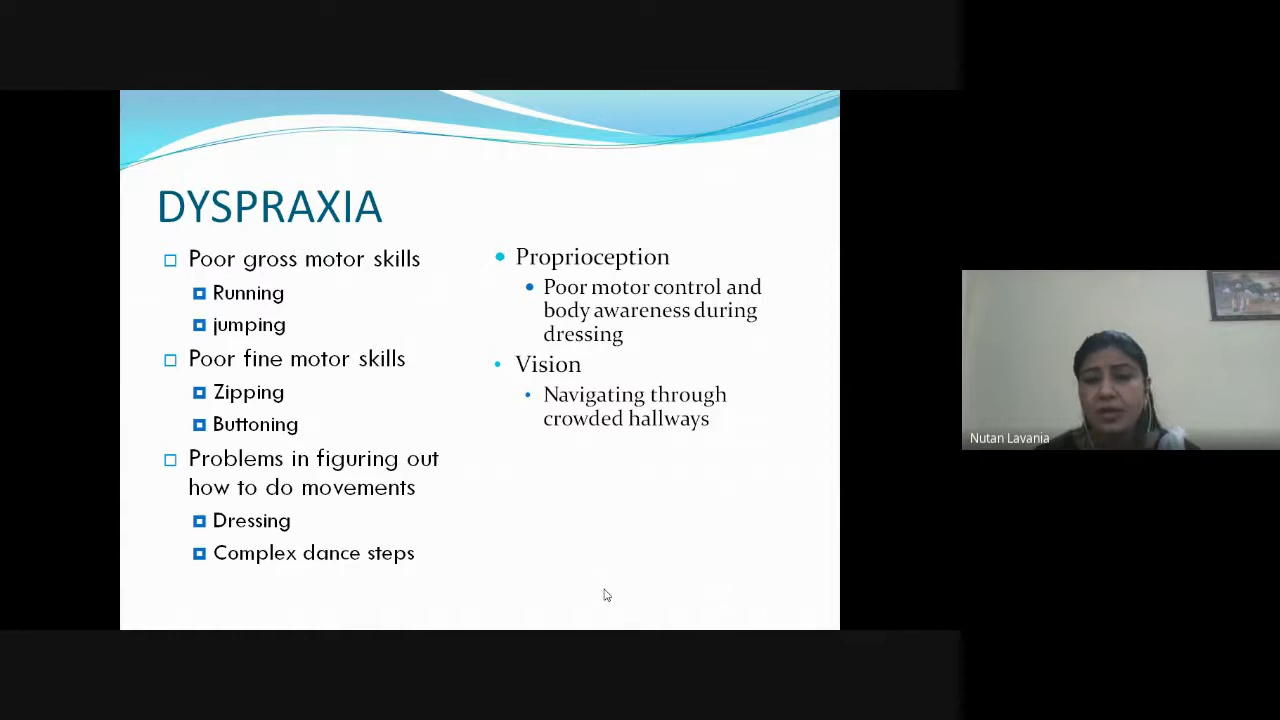 DYSPRAXIA
Poor gross motor skills
Running
jumping
Poor fine motor skills
Zipping
Buttoning
Problems in figuring out
how to do movements
Dressing
Complex dance steps
Proprioception
Poor motor control and
body awareness during
dressing
Vision
Navigating through
crowded hallways
Nutan Lavania